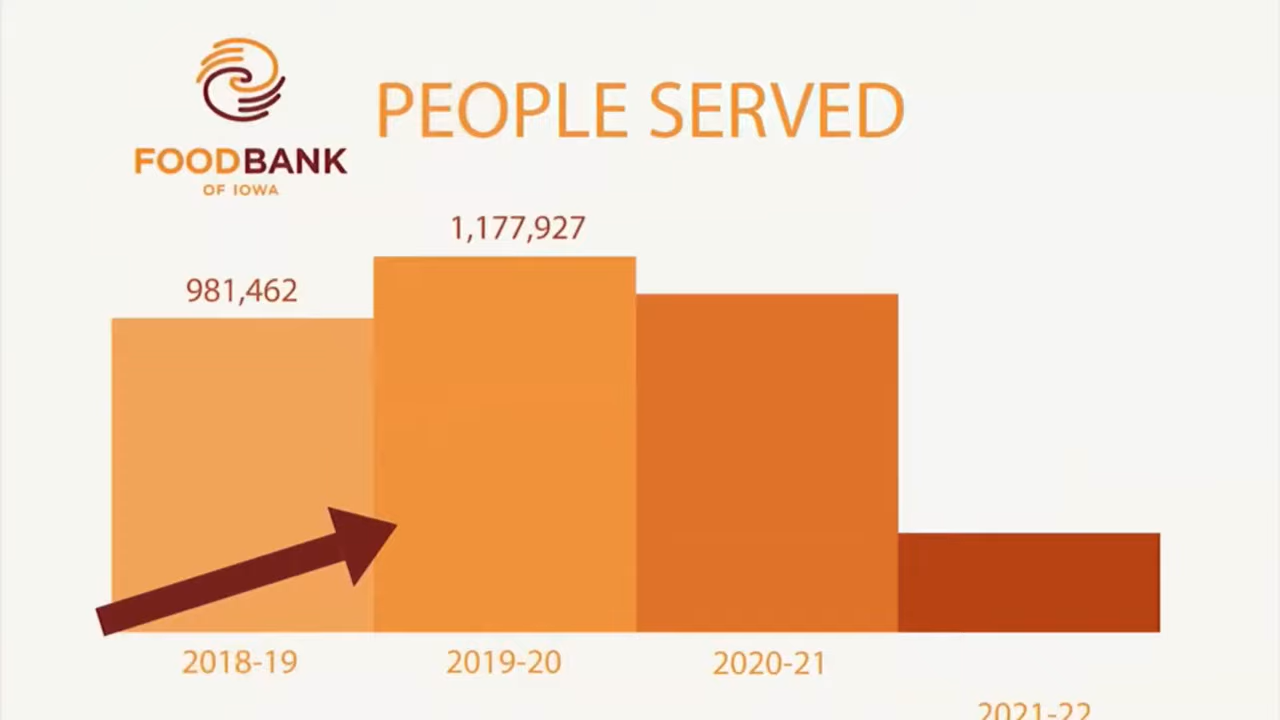 PEOPLE SERVED
FOODBANK
OF IOWA
1,177,927
981,462
2018-19
2019-20
2020-21
2021-22